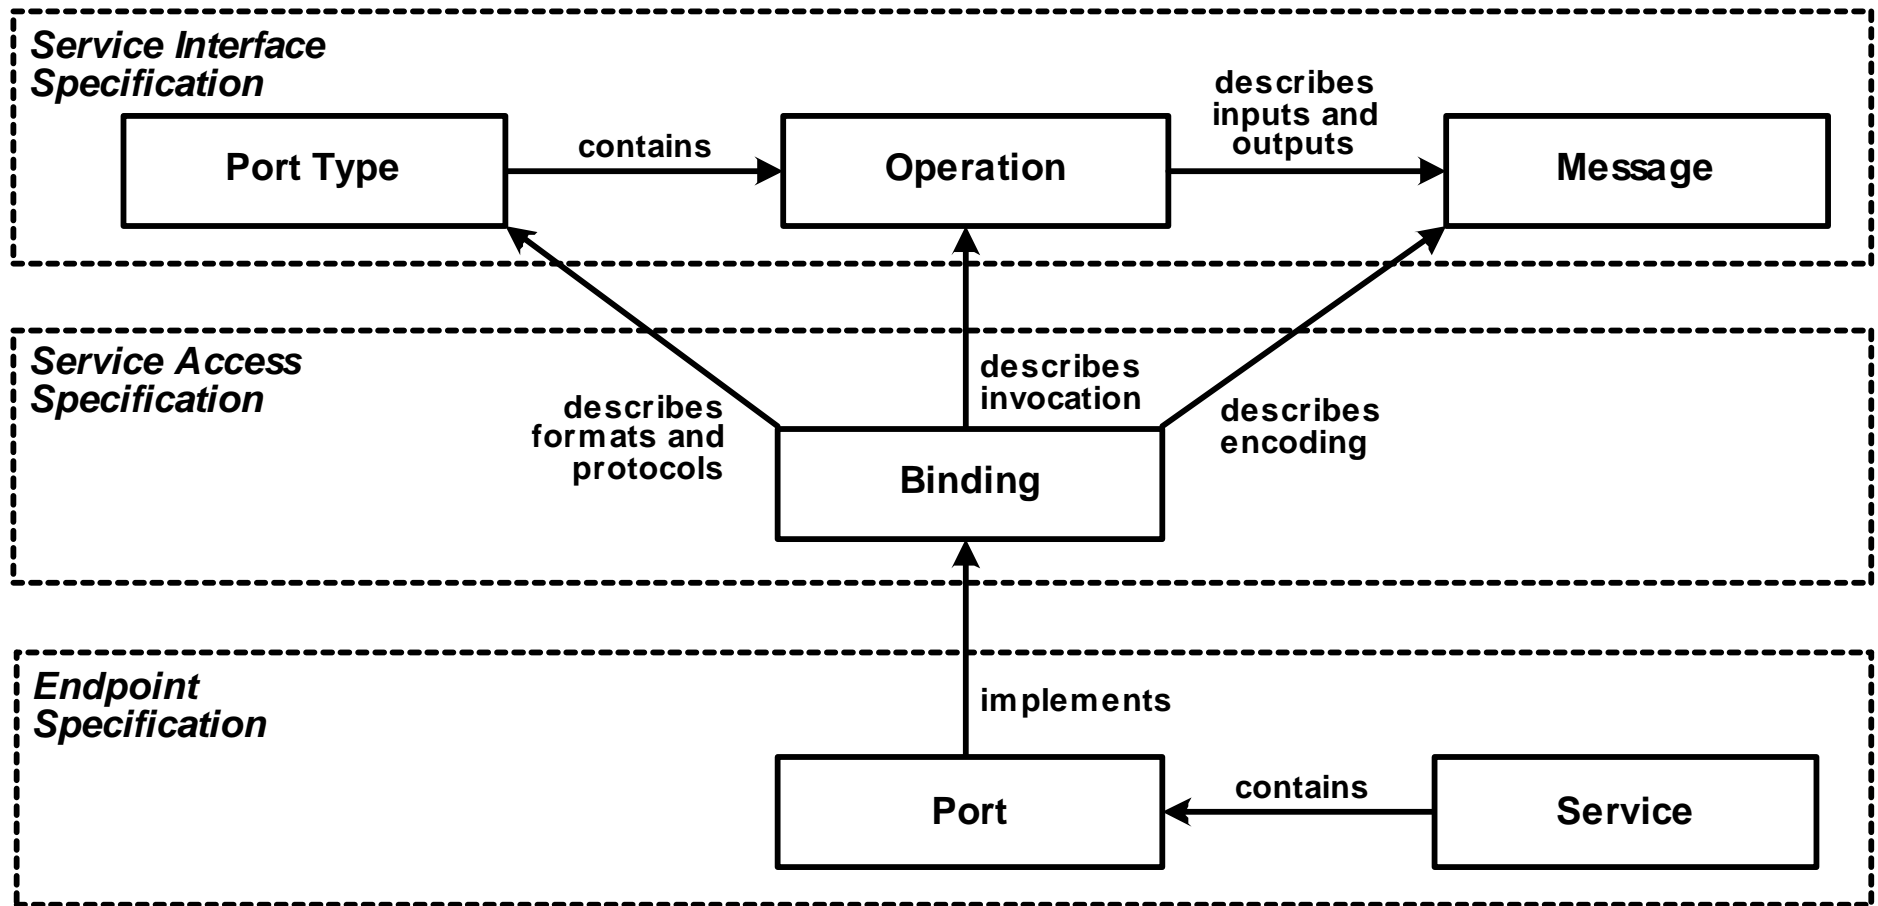 Service Interface
Specification
Port Type
contains
Operation
describes
inputs and
outputs
Message
Service Access
Specification
describes
formats and
protocols
describes
invocation
describes
encoding
Binding
Endpoint
Specification
implements
Port
contains
Service